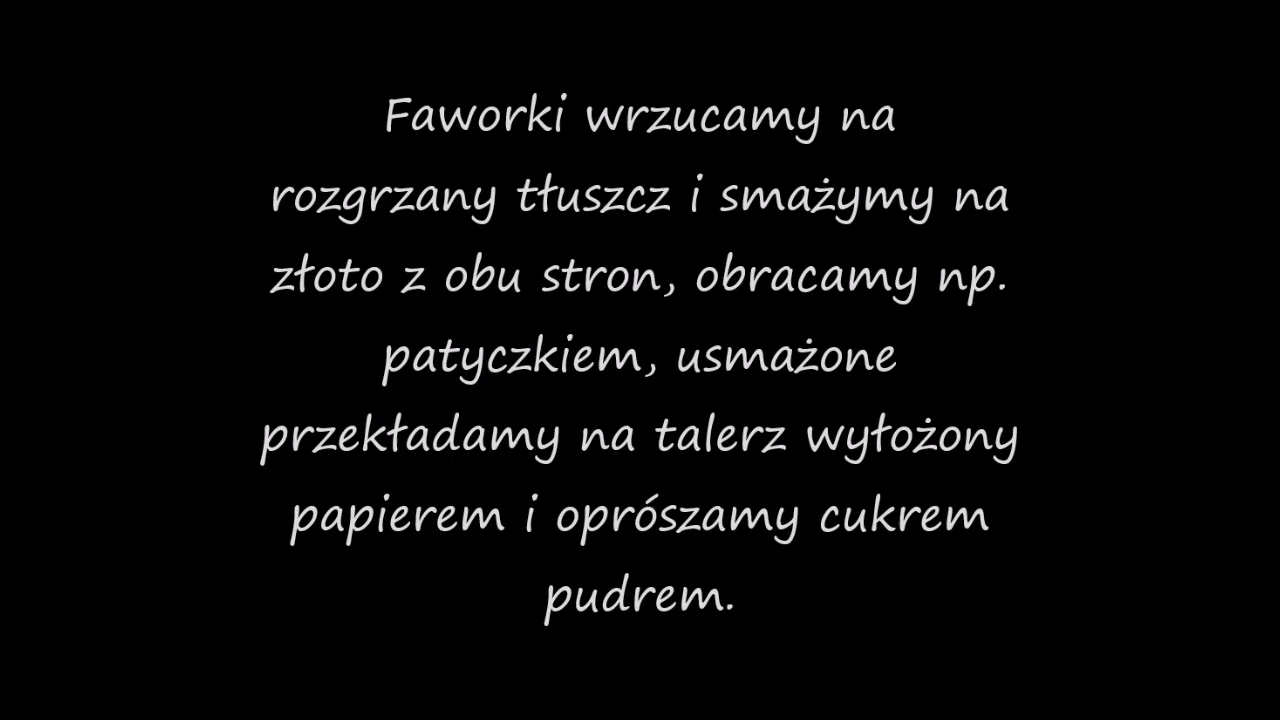 Faworki wrzucamy na
rozgrzany tłuszcz i smażymy na
złoto z obu stron, obracamy np.
patyczkiem, usmażone
przekładamy na talerz wyłożony
papierem i oprószamy cukrem
pudrem.